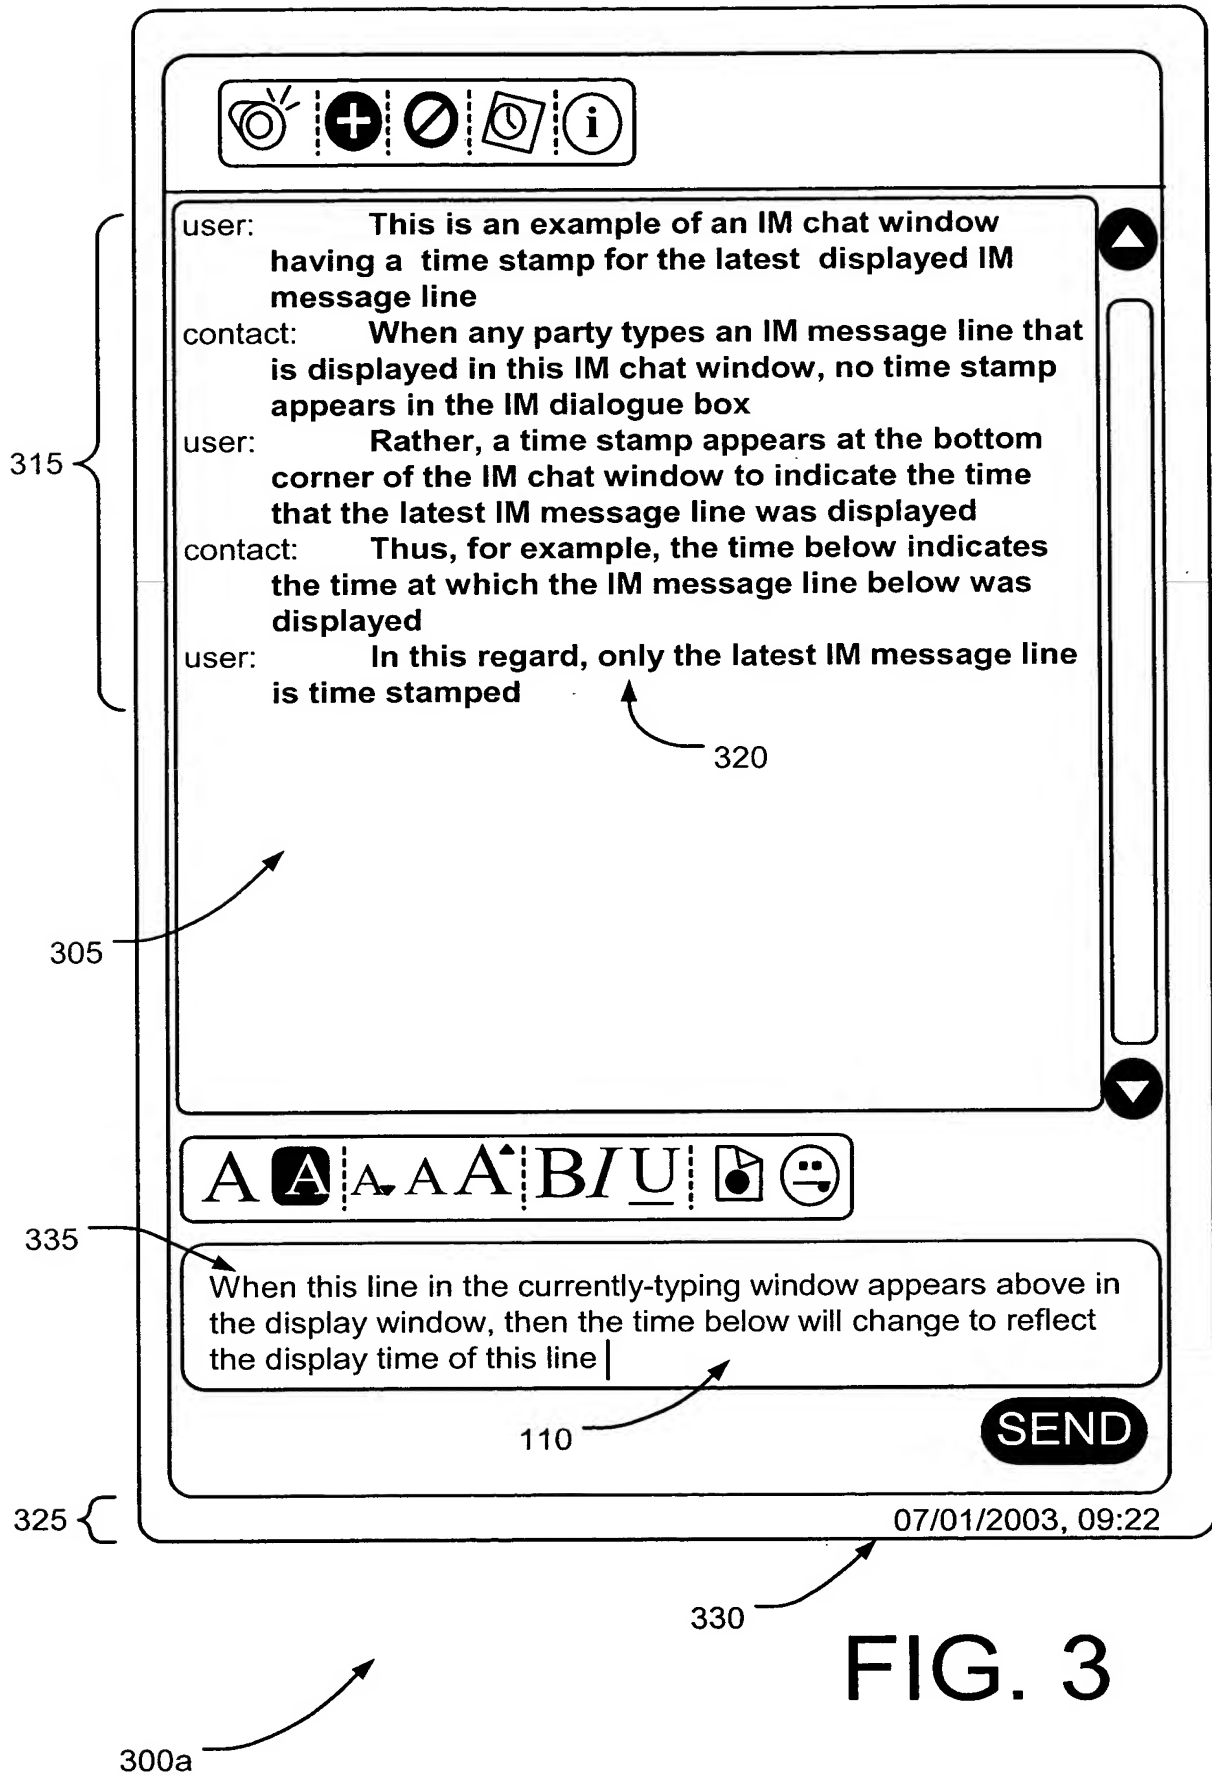 i
user: This is an example of an IM chat window
having a time stamp for the latest displayed IM
message line
contact: When any party types an IM message line that
is displayed in this IM chat window, no time stamp
appears in the IM dialogue box
user: Rather, a time stamp appears at the bottom
corner of the IM chat window to indicate the time
that the latest IM message line was displayed
contact: Thus, for example, the time below indicates
the time at which the IM message line below was
displayed
user: In this regard, only the latest IM message line
is time stamped
315
320
305
A A A A A B I U
335
When this line in the currently-typing window appears above in
the display window, then the time below will change to reflect
the display time of this line
110
SEND
325
07/01/2003, 09:22
330
FIG. 3
300a